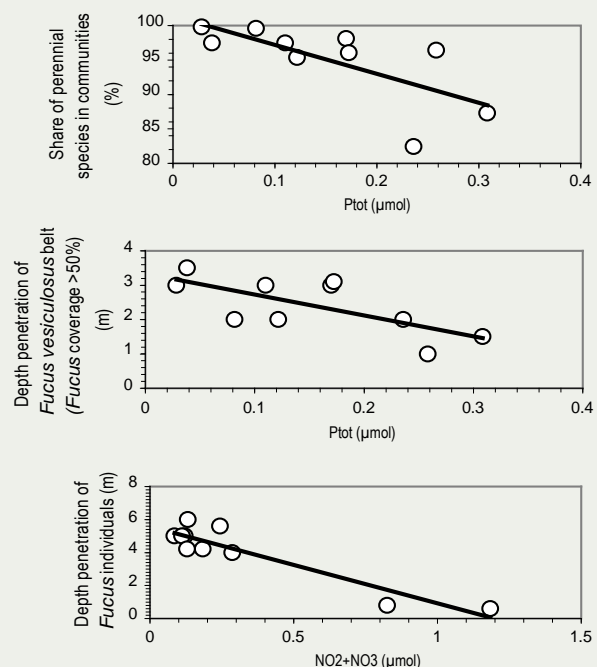 Share of perennial
species in communities
(%)
100
95
90
85
80
0
0.1
0.2
0.3
0.4
Ptot (µmol)
Depth penetration of
Fucus vesiculosus belt
(Fucus coverage >50%)
(m)
4
3
2
1
0
0
0.1
0.2
0.3
0.4
Ptot (µmol)
Depth penetration of
Fucus individuals (m)
8
6
4
2
0
0
0.5
1
1.5
NO2+NO3 (µmol)